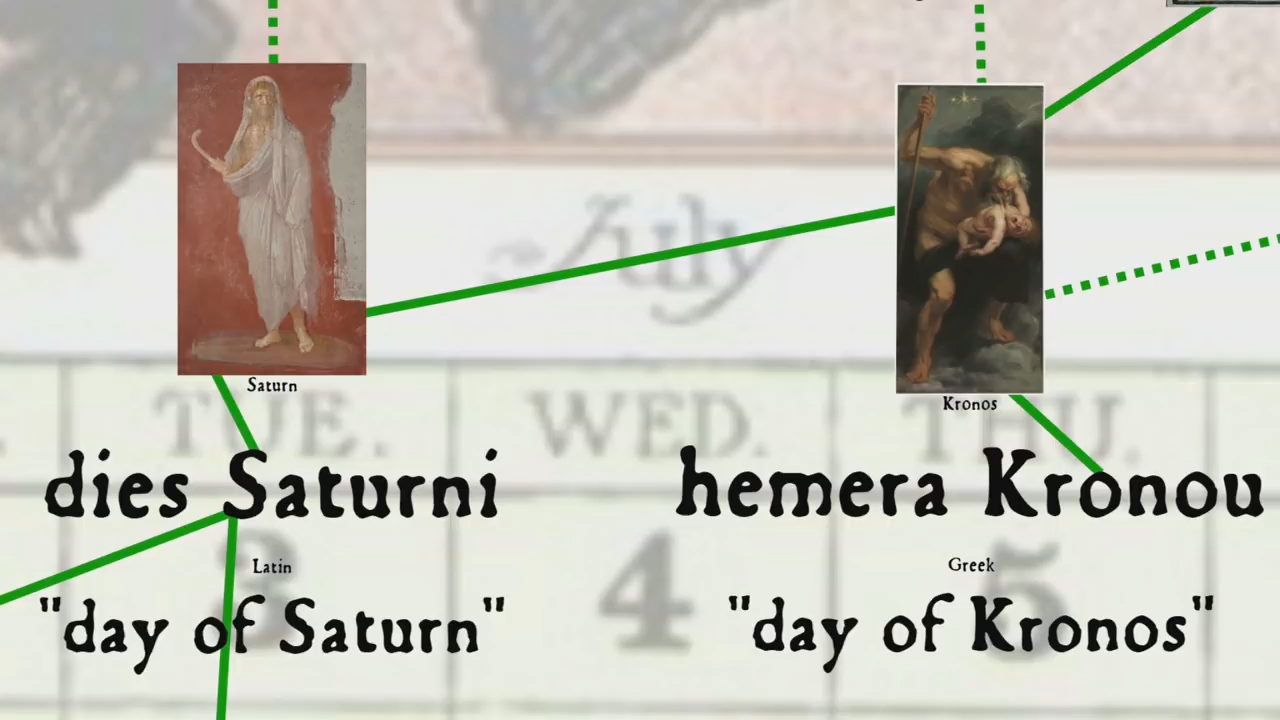 July
Saturn
Kronos
TUE. WED. THU.
dies Saturni hemera Kronou
3 4 5
Latin Greek
"day of Saturn" "day of Kronos"